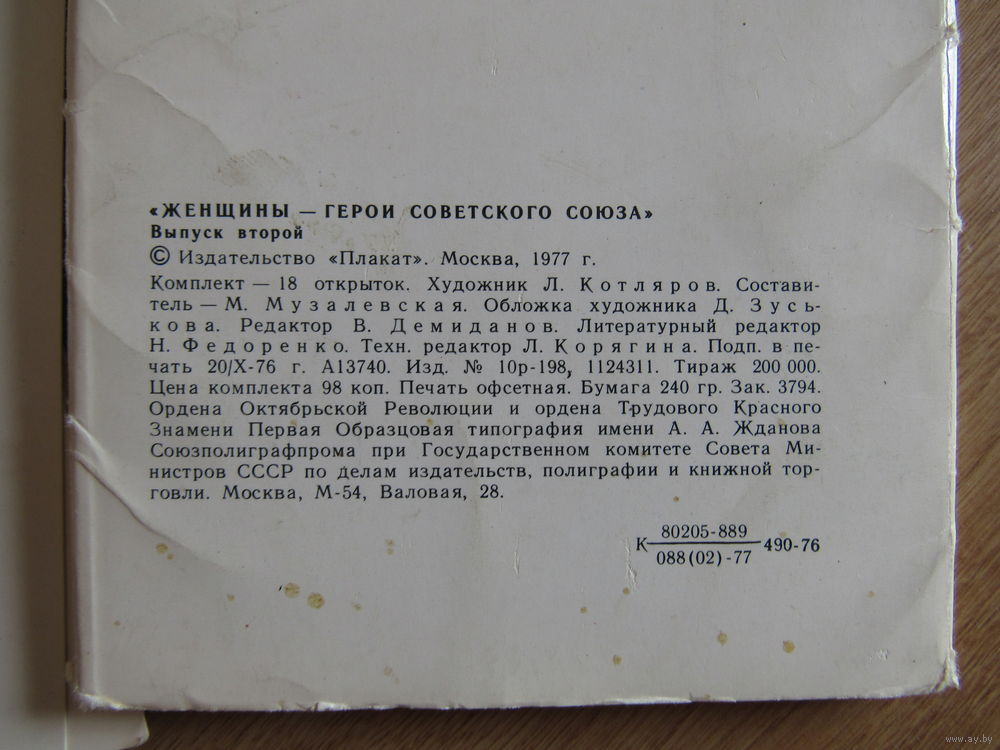 «ЖЕНЩИНЫ — ГЕРОИ СОВЕТСКОГО СОЮЗА»
Выпуск второй
© Издательство «Плакат». Москва, 1977 г.
Комплект — 18 открыток. Художник Л. Котляров. Состави-
тель — М. Музалевская. Обложка художника Д. Зусь-
кова. Редактор В. Демиданов. Литературный редактор
Н. Федоренко. Техн. редактор Л. Корягина. Подп. в пе-
чать 20/X-76 г. А13740. Изд. № 10р-198, 1124311. Тираж 200 000.
Цена комплекта 98 коп. Печать офсетная. Бумага 240 гр. Зак. 3794.
Ордена Октябрьской Революции и ордена Трудового Красного
Знамени Первая Образцовая типография имени А. А. Жданова
Союзполиграфпрома при Государственном комитете Совета Ми-
нистров СССР по делам издательств, полиграфии и книжной тор-
говли. Москва, М-54, Валовая, 28.
80205-889
К 490-76
088(02)-77
www.ay.by